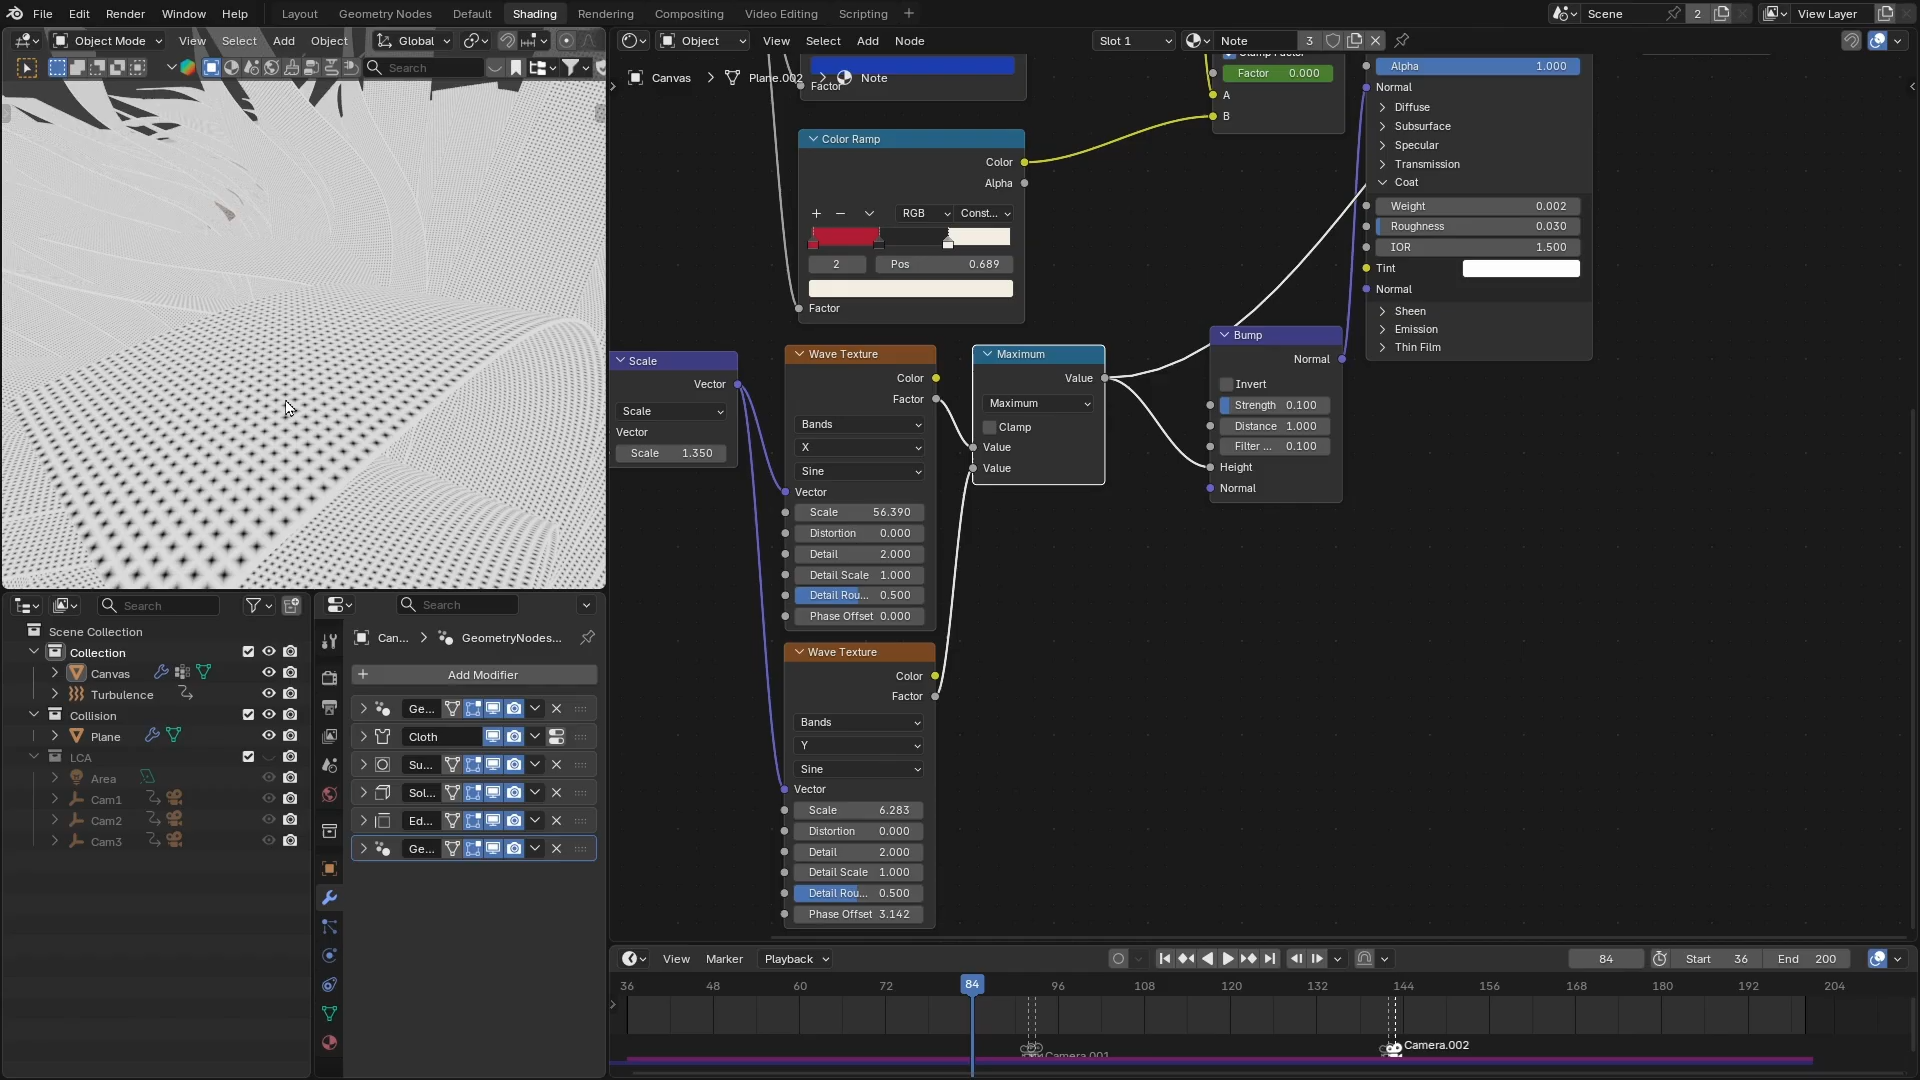 File Edit Render Window Help Layout Geometry Nodes Default Shading Rendering Compositing Video Editing Scripting + Scene 2 View Layer
Object Mode View Select Add Object Global
Search
Object View Select Add Node Slot 1 Note 3
Canvas > Plane.002 > Note
Factor
Color Ramp
Color
Alpha
+ − RGB Const...
2 Pos 0.689
Factor
Factor 0.000
A
B
Alpha 1.000
Normal
Diffuse
Subsurface
Specular
Transmission
Coat
Weight 0.002
Roughness 0.030
IOR 1.500
Tint
Normal
Sheen
Emission
Thin Film
Scale
Vector
Scale
Vector
Scale 1.350
Wave Texture
Color
Factor
Bands
X
Sine
Vector
Scale 56.390
Distortion 0.000
Detail 2.000
Detail Scale 1.000
Detail Rou... 0.500
Phase Offset 0.000
Maximum
Value
Maximum
Clamp
Value
Value
Bump
Normal
Invert
Strength 0.100
Distance 1.000
Filter ... 0.100
Height
Normal
Wave Texture
Color
Factor
Bands
Y
Sine
Vector
Scale 6.283
Distortion 0.000
Detail 2.000
Detail Scale 1.000
Detail Rou... 0.500
Phase Offset 3.142
Search
Scene Collection
Collection
Canvas
Turbulence
Collision
Plane
LCA
Area
Cam1
Cam2
Cam3
Search
Can... > GeometryNodes...
+ Add Modifier
Ge...
Cloth
Su...
Sol...
Ed...
Ge...
View Marker Playback 84 Start 36 End 200
36 48 60 72 84 96 108 120 132 144 156 168 180 192 204
Camera.001 Camera.002